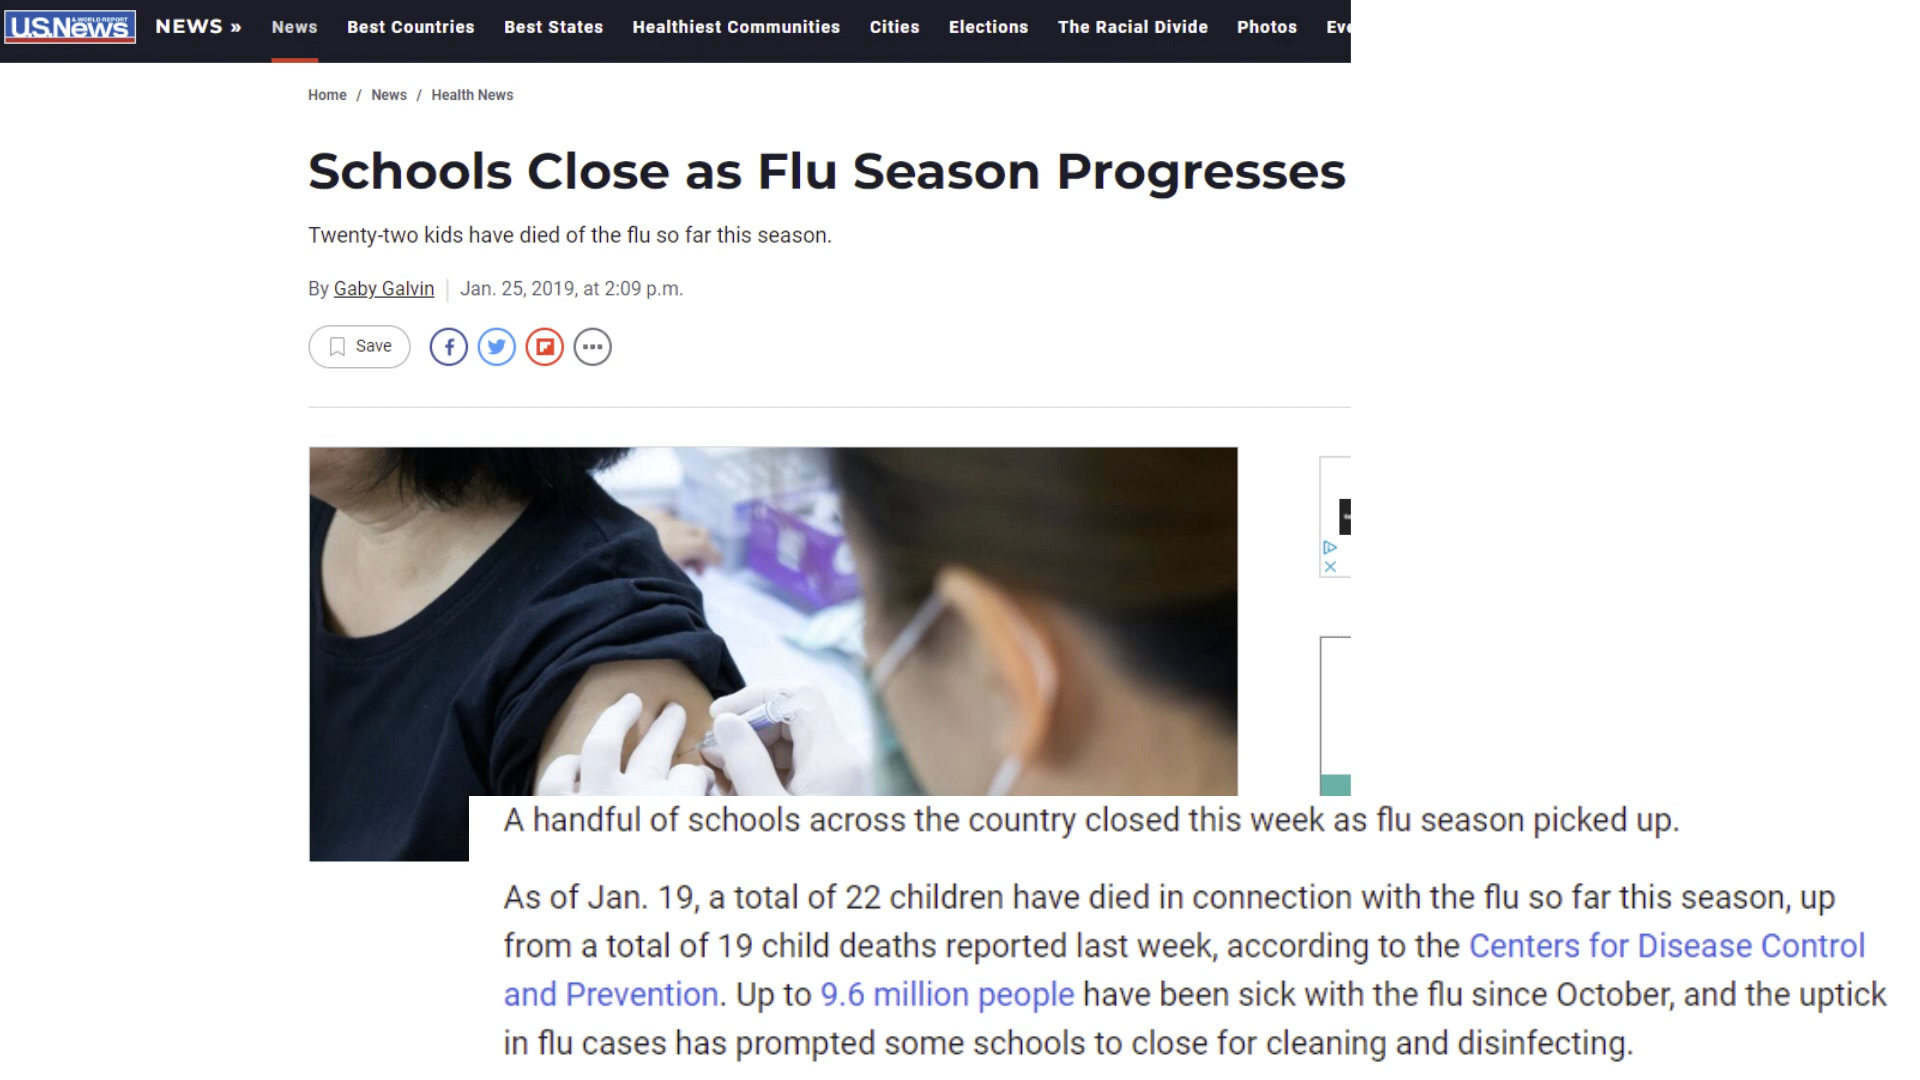 U.S.News
& WORLD REPORT
NEWS »
News
Best Countries
Best States
Healthiest Communities
Cities
Elections
The Racial Divide
Photos
Eve
Home / News / Health News
Schools Close as Flu Season Progresses
Twenty-two kids have died of the flu so far this season.
By Gaby Galvin | Jan. 25, 2019, at 2:09 p.m.
Save
A handful of schools across the country closed this week as flu season picked up.
As of Jan. 19, a total of 22 children have died in connection with the flu so far this season, up
from a total of 19 child deaths reported last week, according to the Centers for Disease Control
and Prevention. Up to 9.6 million people have been sick with the flu since October, and the uptick
in flu cases has prompted some schools to close for cleaning and disinfecting.